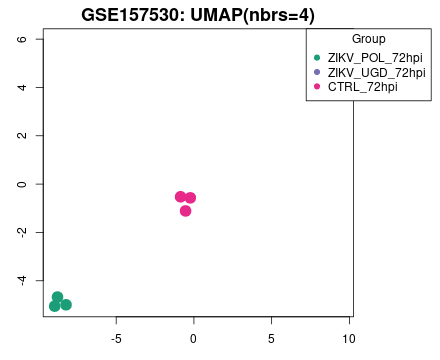 GSE157530: UMAP(nbrs=4)
Group
ZIKV_POL_72hpi
ZIKV_UGD_72hpi
CTRL_72hpi
6
4
2
0
-2
-4
-5
0
5
10